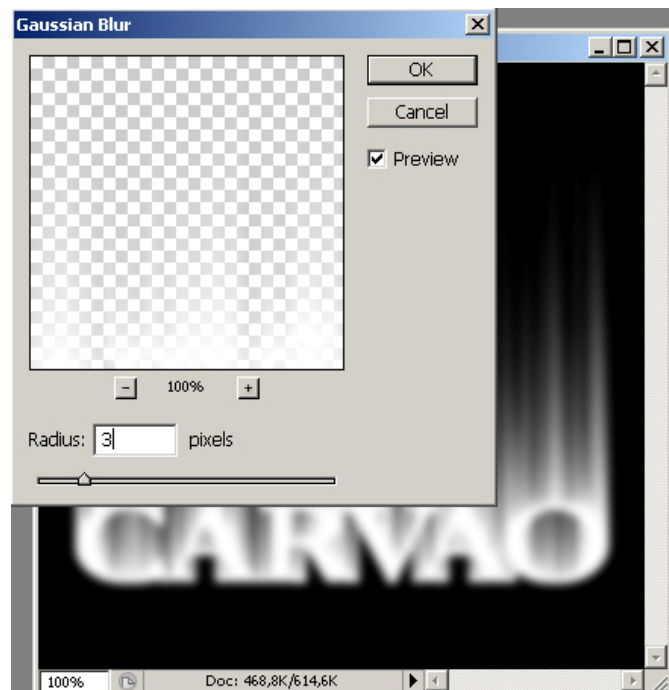 Gaussian Blur
OK
Cancel
Preview
- 100% +
Radius: 3 pixels
CARVAO
100% Doc: 468,8K/614,6K